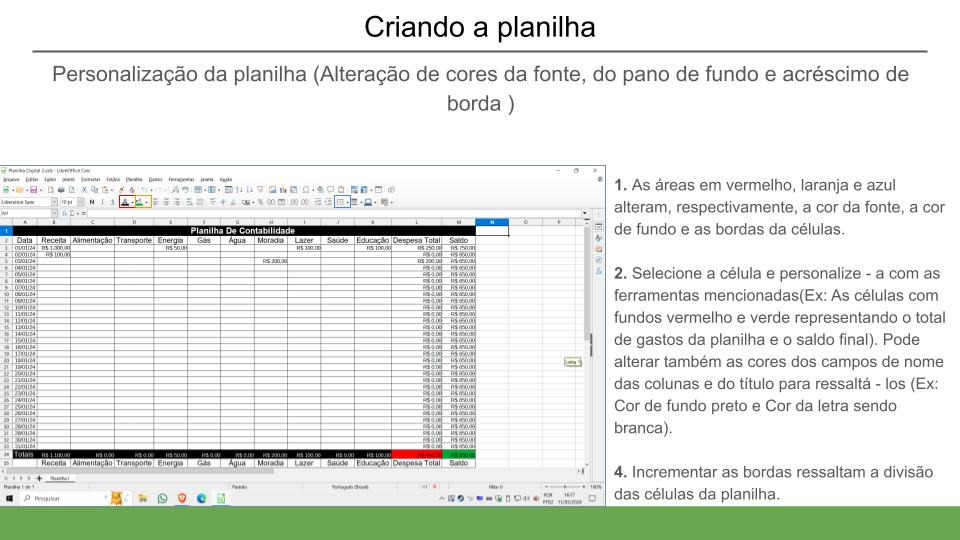 Criando a planilha
Personalização da planilha (Alteração de cores da fonte, do pano de fundo e acréscimo de
borda )
Planilha Digital 2.ods - LibreOffice Calc
Arquivo Editar Exibir Inserir Formatar Estilos Planilha Dados Ferramentas Janela Ajuda
Liberation Sans 10 pt N I S
N1
A B C D E F G H I J K L M N O P
1 Planilha De Contabilidade
2 Data Receita Alimentação Transporte Energia Gás Água Moradia Lazer Saúde Educação Despesa Total Saldo
3 01/01/24 R$ 1.000,00 R$ 50,00 R$ 100,00 R$ 100,00 R$ 250,00 R$ 750,00
4 02/01/24 R$ 100,00 R$ 0,00 R$ 850,00
5 03/01/24 R$ 200,00 R$ 200,00 R$ 650,00
6 04/01/24 R$ 0,00 R$ 650,00
7 05/01/24 R$ 0,00 R$ 650,00
8 06/01/24 R$ 0,00 R$ 650,00
9 07/01/24 R$ 0,00 R$ 650,00
10 08/01/24 R$ 0,00 R$ 650,00
11 09/01/24 R$ 0,00 R$ 650,00
12 10/01/24 R$ 0,00 R$ 650,00
13 11/01/24 R$ 0,00 R$ 650,00
14 12/01/24 R$ 0,00 R$ 650,00
15 13/01/24 R$ 0,00 R$ 650,00
16 14/01/24 R$ 0,00 R$ 650,00
17 15/01/24 R$ 0,00 R$ 650,00
18 16/01/24 R$ 0,00 R$ 650,00
19 17/01/24 R$ 0,00 R$ 650,00
20 18/01/24 R$ 0,00 R$ 650,00
21 19/01/24 R$ 0,00 R$ 650,00
22 20/01/24 R$ 0,00 R$ 650,00
23 21/01/24 R$ 0,00 R$ 650,00
24 22/01/24 R$ 0,00 R$ 650,00
25 23/01/24 R$ 0,00 R$ 650,00
26 24/01/24 R$ 0,00 R$ 650,00
27 25/01/24 R$ 0,00 R$ 650,00
28 26/01/24 R$ 0,00 R$ 650,00
29 27/01/24 R$ 0,00 R$ 650,00
30 28/01/24 R$ 0,00 R$ 650,00
31 29/01/24 R$ 0,00 R$ 650,00
32 30/01/24 R$ 0,00 R$ 650,00
33 31/01/24 R$ 0,00 R$ 650,00
34 Totais R$ 1.100,00 R$ 0,00 R$ 0,00 R$ 50,00 R$ 0,00 R$ 0,00 R$ 200,00 R$ 100,00 R$ 0,00 R$ 100,00 R$ 650,00
35 Receita Alimentação Transporte Energia Gás Água Moradia Lazer Saúde Educação Despesa Total Saldo
Linha: 1
Planilha1
Planilha 1 de 1 Padrão Português (Brasil) Máx: 0 100%
Pesquisar
POR
PTB2
16:37
11/03/2024
1. As áreas em vermelho, laranja e azul
alteram, respectivamente, a cor da fonte, a cor
de fundo e as bordas da células.
2. Selecione a célula e personalize - a com as
ferramentas mencionadas(Ex: As células com
fundos vermelho e verde representando o total
de gastos da planilha e o saldo final). Pode
alterar também as cores dos campos de nome
das colunas e do título para ressaltá - los (Ex:
Cor de fundo preto e Cor da letra sendo
branca).
4. Incrementar as bordas ressaltam a divisão
das células da planilha.